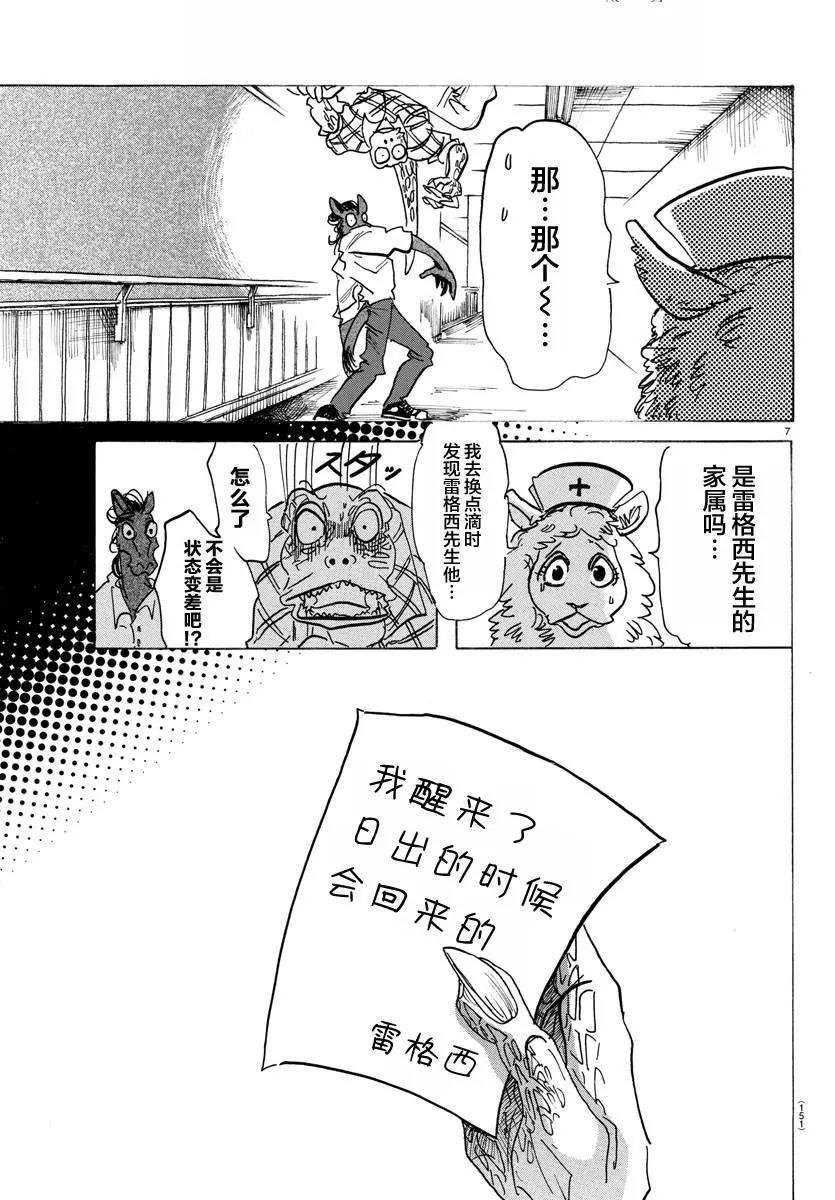 那…
那个～…
7
是雷格西先生的
家属吗…
我去换点滴时
发现雷格西先生他…
スタッ
怎么了
不会是
状态变差吧!?
我醒来了
日出的时候
会回来的
雷格西
(151)